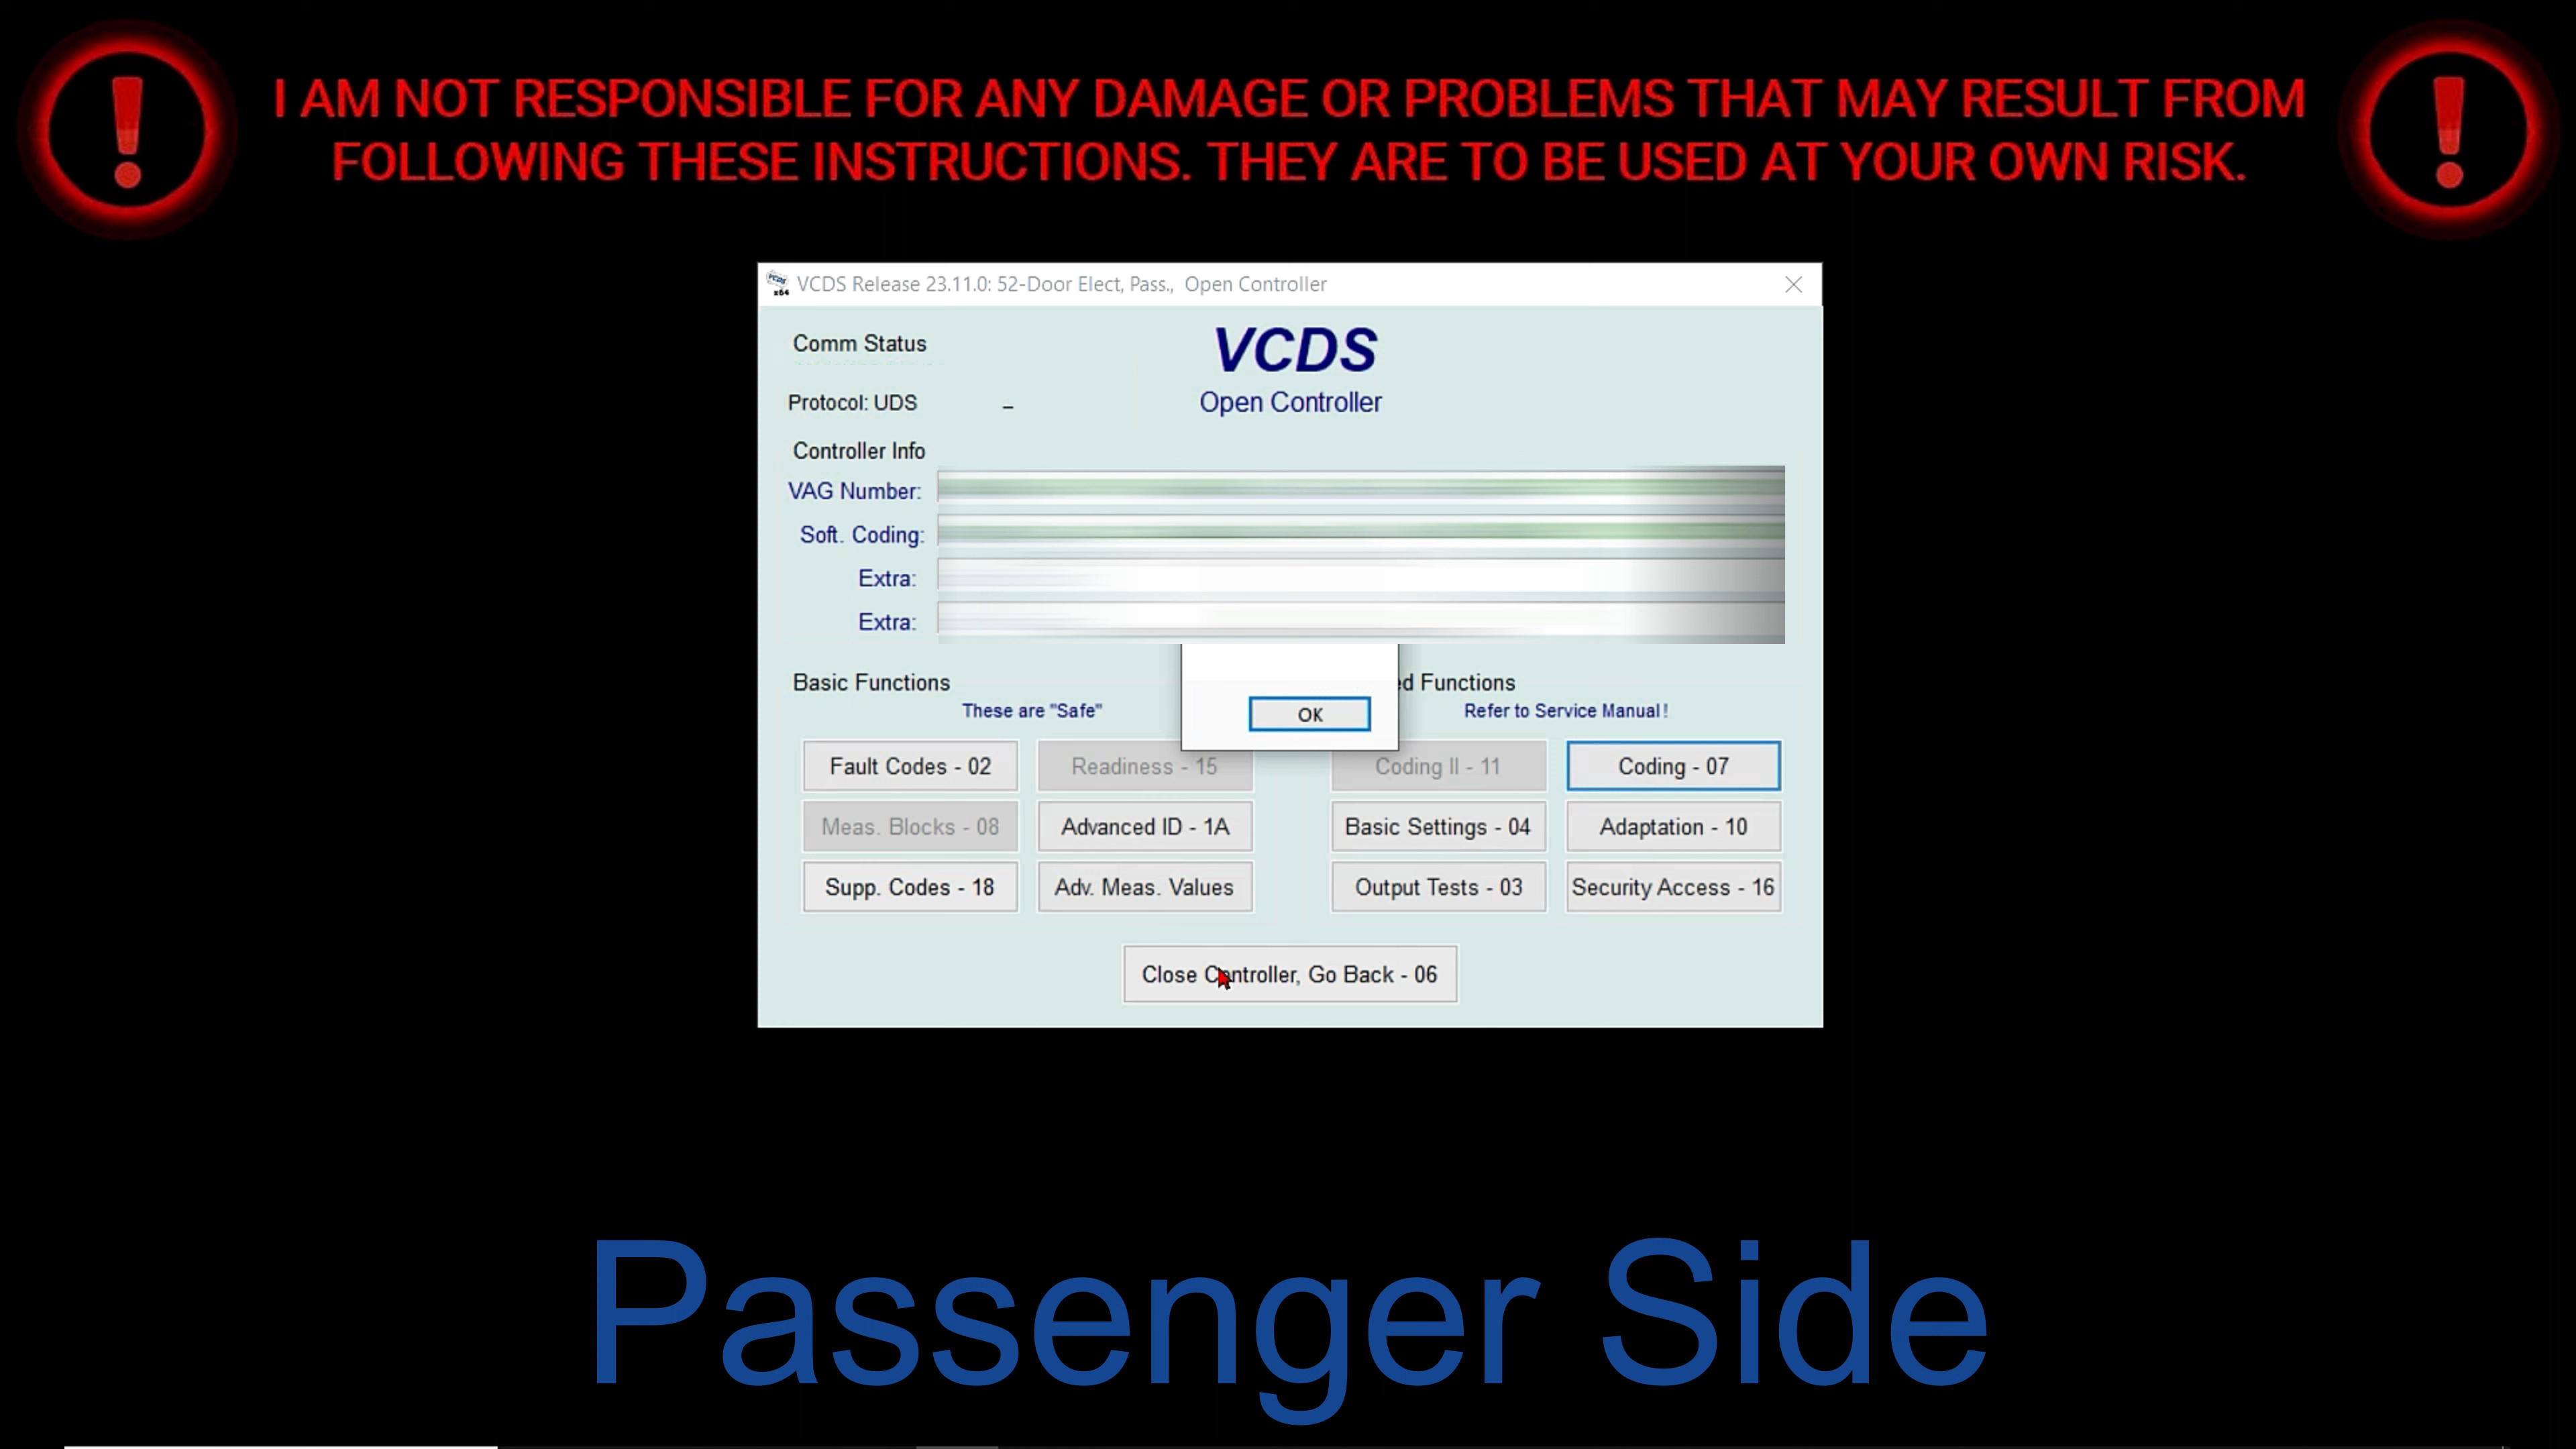 I AM NOT RESPONSIBLE FOR ANY DAMAGE OR PROBLEMS THAT MAY RESULT FROM
FOLLOWING THESE INSTRUCTIONS. THEY ARE TO BE USED AT YOUR OWN RISK.
VCDS Release 23.11.0: 52-Door Elect, Pass., Open Controller
Comm Status
VCDS
Open Controller
Protocol: UDS
Controller Info
VAG Number:
Soft. Coding:
Extra:
Extra:
Basic Functions
These are "Safe"
ed Functions
Refer to Service Manual!
OK
Fault Codes - 02
Readiness - 15
Coding II - 11
Coding - 07
Meas. Blocks - 08
Advanced ID - 1A
Basic Settings - 04
Adaptation - 10
Supp. Codes - 18
Adv. Meas. Values
Output Tests - 03
Security Access - 16
Close Controller, Go Back - 06
Passenger Side